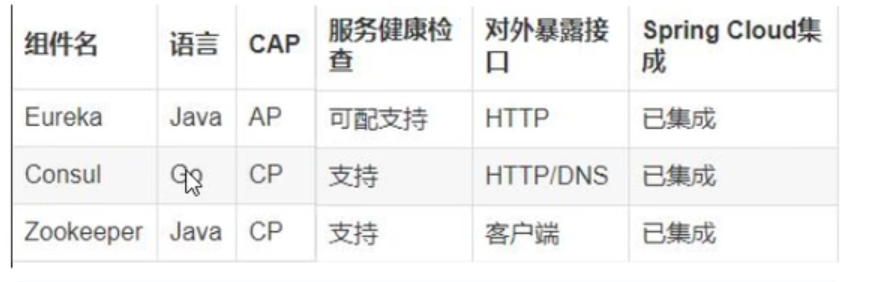 组件名 语言 CAP 服务健康检查 对外暴露接口 Spring Cloud集成
Eureka Java AP 可配支持 HTTP 已集成
Consul Go CP 支持 HTTP/DNS 已集成
Zookeeper Java CP 支持 客户端 已集成